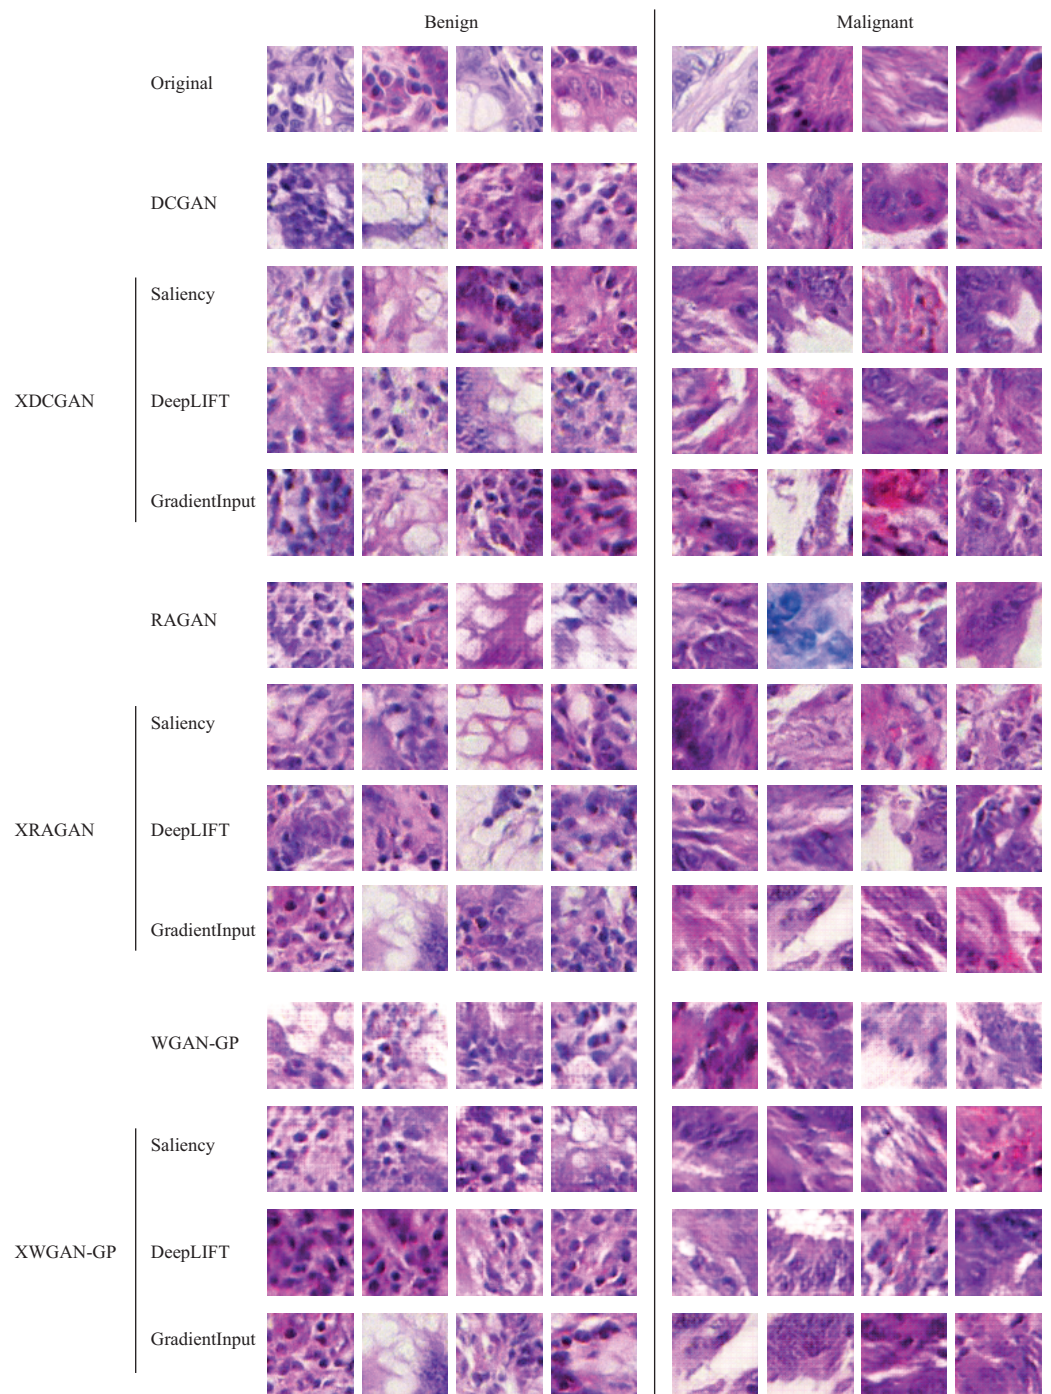 Benign
Malignant
Original
DCGAN
XDCGAN
Saliency
DeepLIFT
GradientInput
RAGAN
XRAGAN
Saliency
DeepLIFT
GradientInput
WGAN-GP
XWGAN-GP
Saliency
DeepLIFT
GradientInput